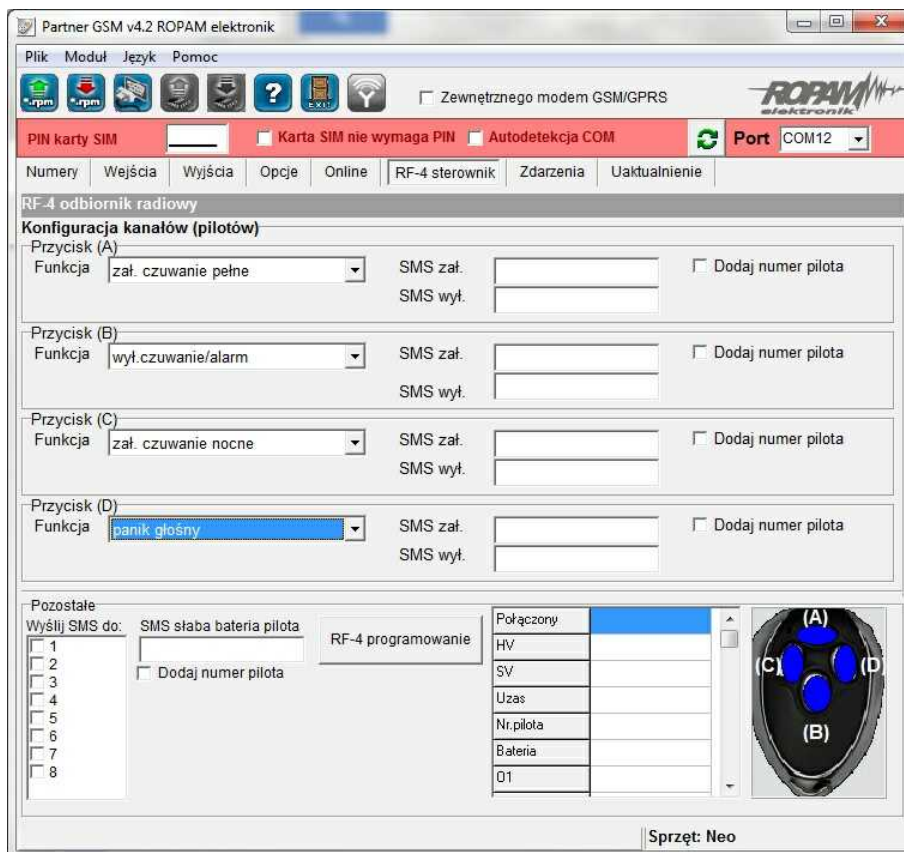 Partner GSM v4.2 ROPAM elektronik
Plik Moduł Język Pomoc
*.rpm *.rpm ? EXIT Zewnętrznego modem GSM/GPRS ROPAM elektronik
PIN karty SIM Karta SIM nie wymaga PIN Autodetekcja COM Port COM12
Numery Wejścia Wyjścia Opcje Online RF-4 sterownik Zdarzenia Uaktualnienie
RF-4 odbiornik radiowy
Konfiguracja kanałów (pilotów)
Przycisk (A)
Funkcja zał. czuwanie pełne SMS zał. Dodaj numer pilota
SMS wył.
Przycisk (B)
Funkcja wył.czuwanie/alarm SMS zał. Dodaj numer pilota
SMS wył.
Przycisk (C)
Funkcja zał. czuwanie nocne SMS zał. Dodaj numer pilota
SMS wył.
Przycisk (D)
Funkcja panik głośny SMS zał. Dodaj numer pilota
SMS wył.
Pozostałe
Wyślij SMS do: SMS słaba bateria pilota
1
2
3
4
5
6
7
8
Dodaj numer pilota
RF-4 programowanie
Połączony
HV
SV
Uzas
Nr.pilota
Bateria
O1
(A)
(C) (D)
(B)
Sprzęt: Neo